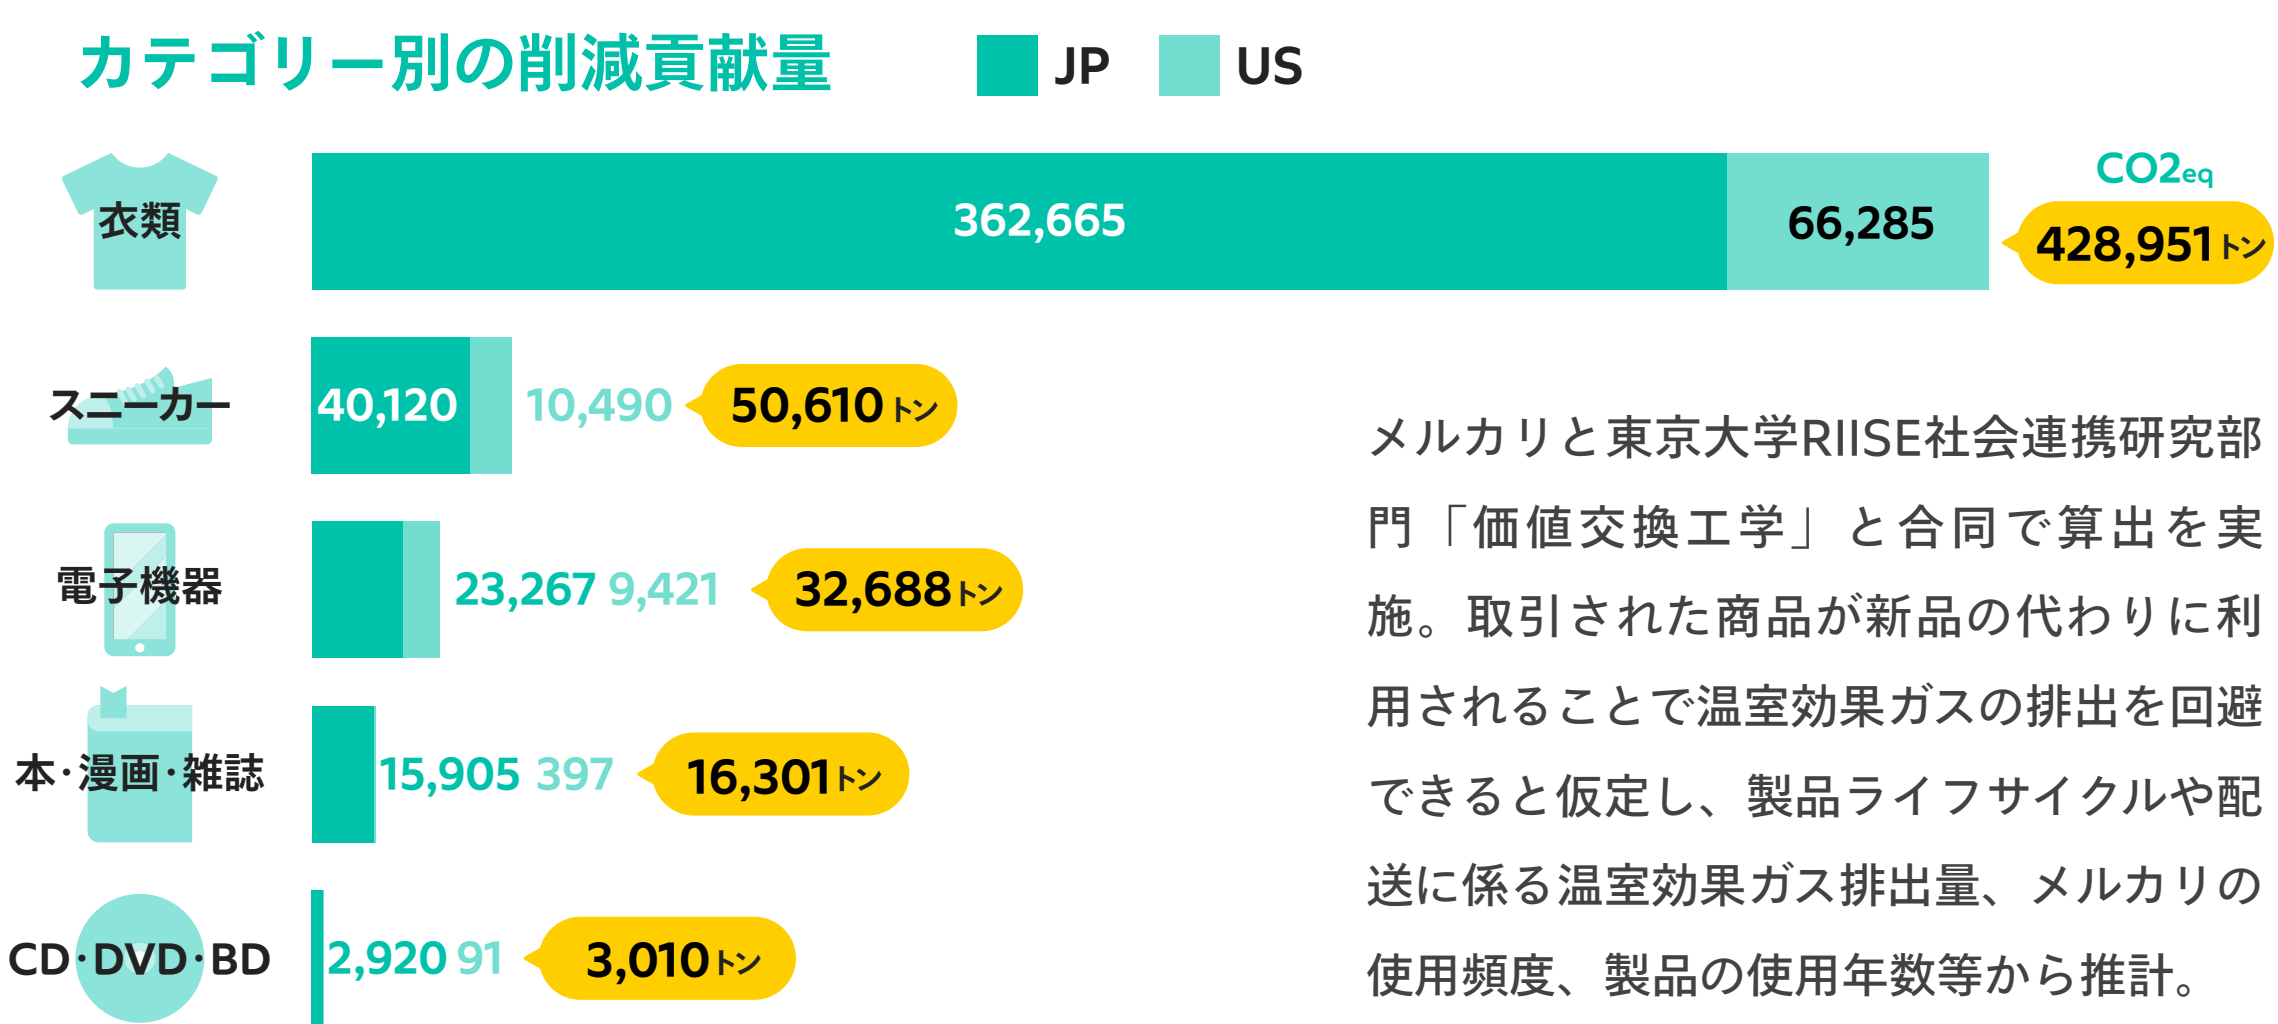 カテゴリー別の削減貢献量
JP
US
衣類
362,665
66,285
CO2eq
428,951トン
スニーカー
40,120
10,490
50,610トン
電子機器
23,267
9,421
32,688トン
本・漫画・雑誌
15,905
397
16,301トン
CD・DVD・BD
2,920
91
3,010トン
メルカリと東京大学RIISE社会連携研究部
門「価値交換工学」と合同で算出を実
施。取引された商品が新品の代わりに利
用されることで温室効果ガスの排出を回避
できると仮定し、製品ライフサイクルや配
送に係る温室効果ガス排出量、メルカリの
使用頻度、製品の使用年数等から推計。